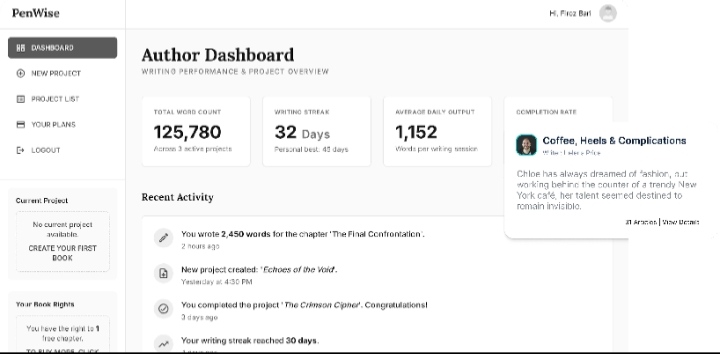 PenWise
Hi, Firoz Bari
DASHBOARD
NEW PROJECT
PROJECT LIST
YOUR PLANS
LOGOUT
Current Project
No current project
available.
CREATE YOUR FIRST
BOOK
Your Book Rights
You have the right to 1
free chapter.
TO BUY MORE, CLICK
Author Dashboard
WRITING PERFORMANCE & PROJECT OVERVIEW
TOTAL WORD COUNT
125,780
Across 3 active projects
WRITING STREAK
32 Days
Personal best: 45 days
AVERAGE DAILY OUTPUT
1,152
Words per writing session
COMPLETION RATE
Coffee, Heels & Complications
Chloe has always dreamed of fashion, but
working behind the counter of a trendy New
York café, her talent seemed destined to
remain invisible.
Articles | View Details
Recent Activity
You wrote 2,450 words for the chapter 'The Final Confrontation'.
2 hours ago
New project created: 'Echoes of the Void'.
Yesterday at 4:30 PM
You completed the project 'The Crimson Cipher'. Congratulations!
3 days ago
Your writing streak reached 30 days.